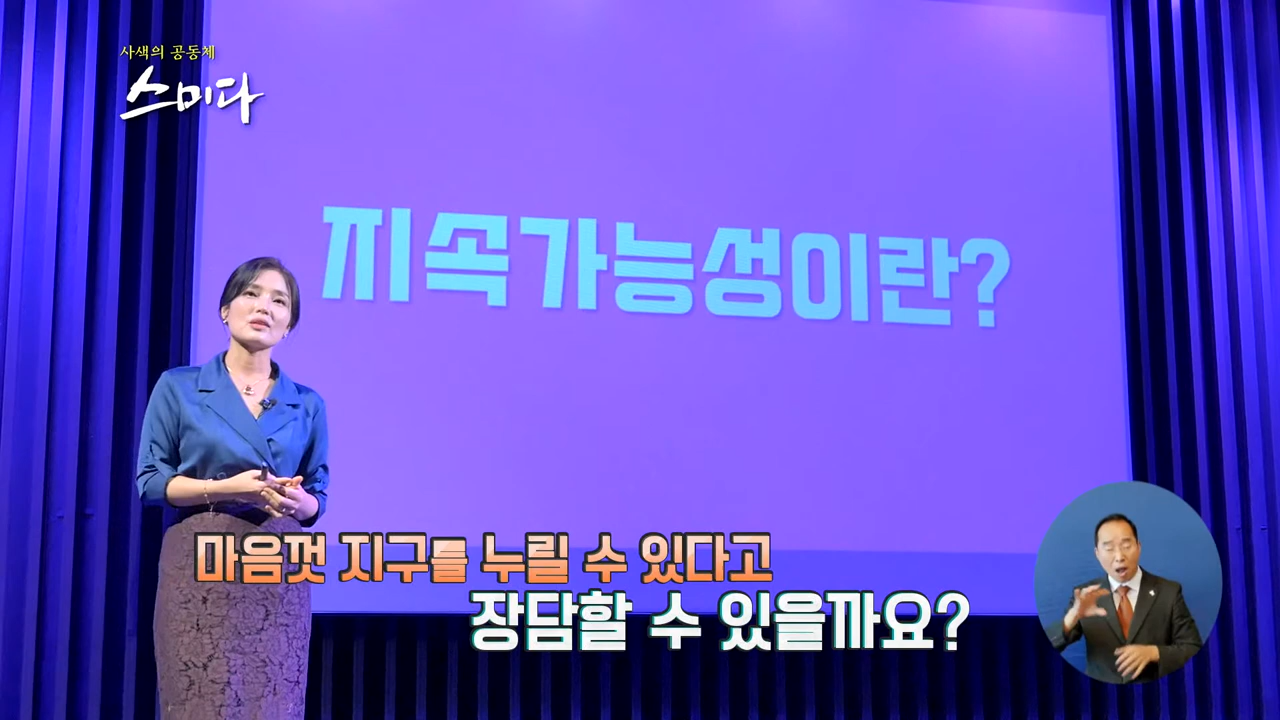 사색의 공동체
스미다
지속가능성이란?
마음껏 지구를 누릴 수 있다고
장담할 수 있을까요?